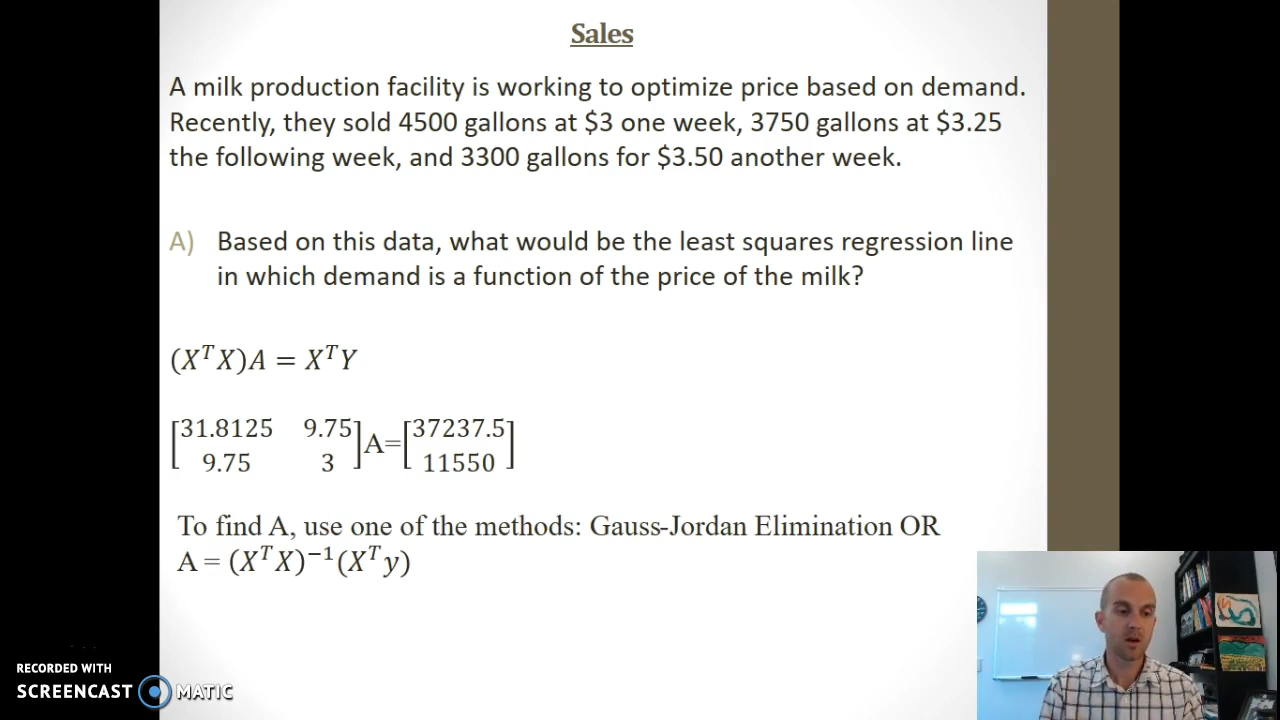 Sales
A milk production facility is working to optimize price based on demand.
Recently, they sold 4500 gallons at $3 one week, 3750 gallons at $3.25
the following week, and 3300 gallons for $3.50 another week.
A) Based on this data, what would be the least squares regression line
in which demand is a function of the price of the milk?
(XᵀX)A = XᵀY
[31.8125 9.75
9.75 3]A=[37237.5
11550]
To find A, use one of the methods: Gauss-Jordan Elimination OR
A = (XᵀX)⁻¹(Xᵀy)
RECORDED WITH
SCREENCAST MATIC